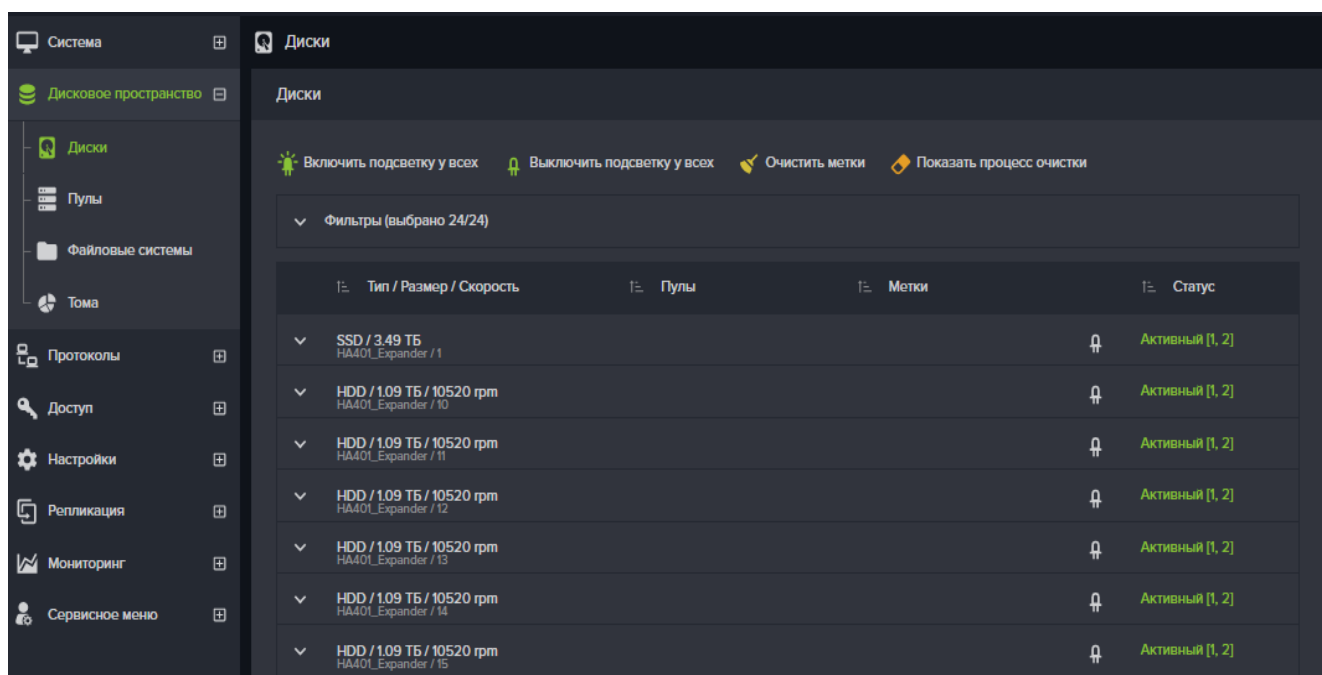 Система
Дисковое пространство
Диски
Пулы
Файловые системы
Тома
Протоколы
Доступ
Настройки
Репликация
Мониторинг
Сервисное меню
Диски
Диски
Включить подсветку у всех Выключить подсветку у всех Очистить метки Показать процесс очистки
Фильтры (выбрано 24/24)
Тип / Размер / Скорость Пулы Метки Статус
SSD / 3.49 ТБ Активный [1, 2]
HA401_Expander / 1
HDD / 1.09 ТБ / 10520 rpm Активный [1, 2]
HA401_Expander / 10
HDD / 1.09 ТБ / 10520 rpm Активный [1, 2]
HA401_Expander / 11
HDD / 1.09 ТБ / 10520 rpm Активный [1, 2]
HA401_Expander / 12
HDD / 1.09 ТБ / 10520 rpm Активный [1, 2]
HA401_Expander / 13
HDD / 1.09 ТБ / 10520 rpm Активный [1, 2]
HA401_Expander / 14
HDD / 1.09 ТБ / 10520 rpm Активный [1, 2]
HA401_Expander / 15